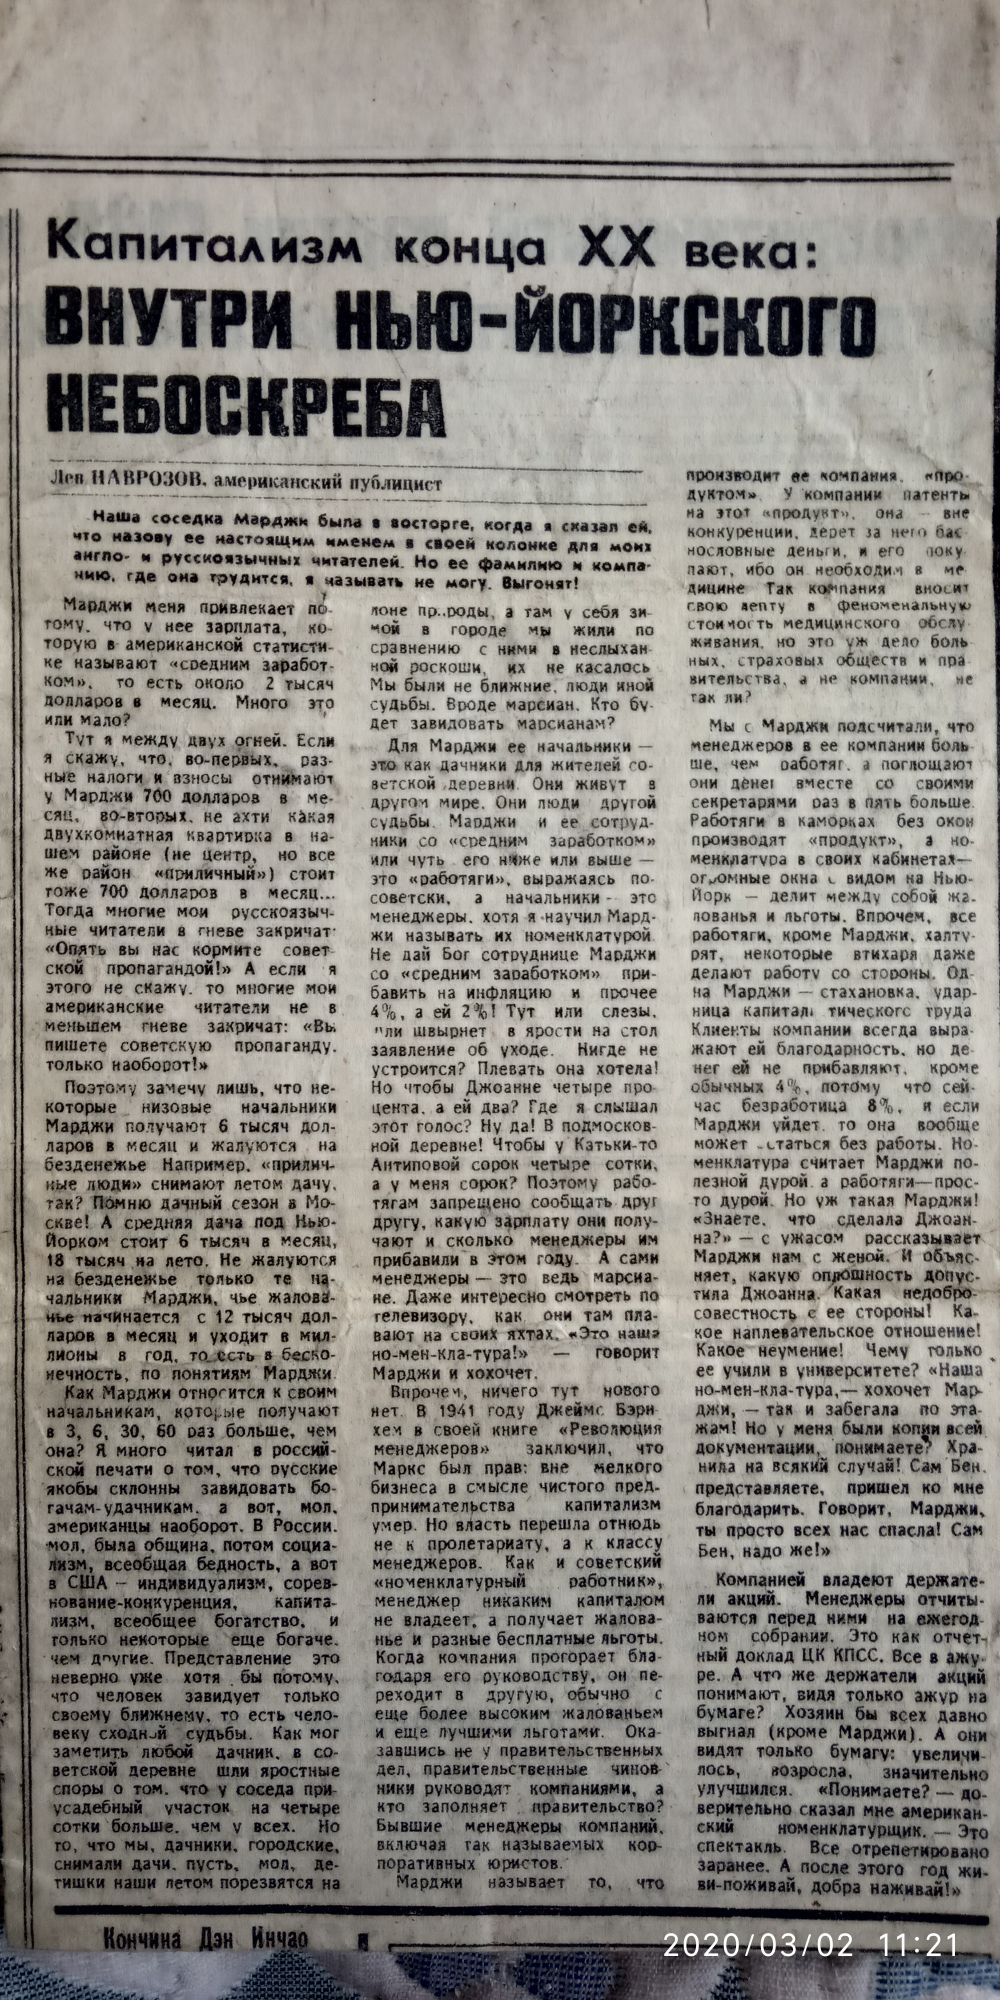 Капитализм конца XX века:
ВНУТРИ НЬЮ-ЙОРКСКОГО
НЕБОСКРЕБА
Лев НАВРОЗОВ, американский публицист
Наша соседка Марджи была в восторге, когда я сказал ей,
что назову ее настоящим именем в своей колонке для моих
англо- и русскоязычных читателей. Но ее фамилию и компа-
нию, где она трудится, я называть не могу. Выгонят!
Марджи меня привлекает по-
тому, что у нее зарплата, ко-
торую в американской статисти-
ке называют «средним заработ-
ком», то есть около 2 тысяч
долларов в месяц. Много это
или мало?
Тут я между двух огней. Если
я скажу, что, во-первых, раз-
ные налоги и взносы отнимают
у Марджи 700 долларов в ме-
сяц, во-вторых, не ахти какая
двухкомнатная квартирка в на-
шем районе (не центр, но все
же район «приличный») стоит
тоже 700 долларов в месяц...
Тогда многие мои русскоязыч-
ные читатели в гневе закричат:
«Опять вы нас кормите совет-
ской пропагандой!» А если я
этого не скажу, то многие мои
американские читатели не в
меньшем гневе закричат: «Вы
пишете советскую пропаганду,
только наоборот!»
Поэтому замечу лишь, что не-
которые низовые начальники
Марджи получают 6 тысяч дол-
ларов в месяц и жалуются на
безденежье Например, «прилич-
ные люди» снимают летом дачу,
так? Помню дачный сезон в Мо-
скве! А средняя дача под Нью-
Йорком стоит 6 тысяч в месяц,
18 тысяч на лето. Не жалуются
на безденежье только те на-
чальники Марджи, чье жалова-
нье начинается с 12 тысяч дол-
ларов в месяц и уходит в мил-
лионы в год, то есть в беско-
нечность, по понятиям Марджи.
Как Марджи относится к своим
начальникам, которые получают
в 3, 6, 30, 60 раз больше, чем
она? Я много читал в россий-
ской печати о том, что русские
якобы склонны завидовать бо-
гачам-удачникам, а вот, мол,
американцы наоборот. В России,
мол, была община, потом социа-
лизм, всеобщая бедность, а вот
в США — индивидуализм, сорев-
нование-конкуренция, капита-
лизм, всеобщее богатство, и
только некоторые еще богаче,
чем другие. Представление это
неверно уже хотя бы потому,
что человек завидует только
своему ближнему, то есть чело-
веку сходной судьбы. Как мог
заметить любой дачник, в со-
ветской деревне шли яростные
споры о том, что у соседа при-
усадебный участок на четыре
сотки больше, чем у всех. Но
то, что мы, дачники, городские,
снимали дачи, пусть, мол, де-
тишки наши летом порезвятся на
лоне природы, а там у себя зи-
мой в городе мы жили по
сравнению с ними в неслыхан-
ной роскоши, их не касалось
Мы были не ближние, люди иной
судьбы. Вроде марсиан. Кто бу-
дет завидовать марсианам?
Для Марджи ее начальники —
это как дачники для жителей со-
ветской деревни. Они живут в
другом мире. Они люди другой
судьбы. Марджи и ее сотруд-
ники со «средним заработком»
или чуть его ниже или выше —
это «работяги», выражаясь по-
советски, а начальники - это
менеджеры, хотя я научил Мард-
жи называть их номенклатурой
Не дай Бог сотруднице Марджи
со «средним заработком» при-
бавить на инфляцию и прочее
4%, а ей 2%! Тут или слезы,
или швырнет в ярости на стол
заявление об уходе. Нигде не
устроится? Плевать она хотела!
Но чтобы Джоанне четыре про-
цента, а ей два? Где я слышал
этот голос? Ну да! В подмосков-
ной деревне! Чтобы у Катьки-то
Антиповой сорок четыре сотки,
а у меня сорок? Поэтому рабо-
тягам запрещено сообщать друг
другу, какую зарплату они полу-
чают и сколько менеджеры им
прибавили в этом году. А сами
менеджеры — это ведь марсиа-
не. Даже интересно смотреть по
телевизору, как они там пла-
вают на своих яхтах. «Это наша
но-мен-кла-тура!» — говорит
Марджи и хохочет.
Впрочем, ничего тут нового
нет. В 1941 году Джеймс Бэрн-
хем в своей книге «Революция
менеджеров» заключил, что
Маркс был прав: вне мелкого
бизнеса в смысле чистого пред-
принимательства капитализм
умер. Но власть перешла отнюдь
не к пролетариату, а к классу
менеджеров. Как и советский
«номенклатурный работник»,
менеджер никаким капиталом
не владеет, а получает жалова-
нье и разные бесплатные льготы.
Когда компания прогорает бла-
годаря его руководству, он пе-
реходит в другую, обычно с
еще более высоким жалованьем
и еще лучшими льготами. Ока-
завшись не у правительственных
дел, правительственные чинов-
ники руководят компаниями, а
кто заполняет правительство?
Бывшие менеджеры компаний,
включая так называемых кор-
поративных юристов.
Марджи называет то, что
производит ее компания, «про-
дуктом». У компании патенты
на этот «продукт», она — вне
конкуренции, дерет за него бас-
нословные деньги, и его поку
пают, ибо он необходим в ме
дицине Так компания вносит
свою лепту в феноменальную
стоимость медицинского обслу
живания, но это уж дело боль
ных, страховых обществ и пра
вительства, а не компании, не
так ли?
Мы с Марджи подсчитали, что
менеджеров в ее компании боль-
ше, чем работяг, а поглощают
они денег вместе со своими
секретарями раз в пять больше.
Работяги в каморках без окон
производят «продукт», а но-
менклатура в своих кабинетах—
огромные окна с видом на Нью-
Йорк — делит между собой жа-
лованья и льготы. Впрочем, все
работяги, кроме Марджи, халту-
рят, некоторые втихаря даже
делают работу со стороны. Од-
на Марджи — стахановка, удар-
ница капиталистического труда
Клиенты компании всегда выра-
жают ей благодарность, но де-
нег ей не прибавляют, кроме
обычных 4%, потому что сей-
час безработица 8%, и если
Марджи уйдет, то она вообще
может остаться без работы. Но-
менклатура считает Марджи по-
лезной дурой, а работяги—прос-
то дурой. Но уж такая Марджи!
«Знаете, что сделала Джоан-
на?» — с ужасом рассказывает
Марджи нам с женой. И объяс-
няет, какую оплошность допус-
тила Джоанна. Какая недобро-
совестность с ее стороны! Ка-
кое наплевательское отношение!
Какое неумение! Чему только
ее учили в университете? «Наша
но-мен-кла-тура,— хохочет Мар-
джи, — так и забегала по эта-
жам! Но у меня были копии всей
документации, понимаете? Хра-
нила на всякий случай! Сам Бен,
представляете, пришел ко мне
благодарить. Говорит, Марджи,
ты просто всех нас спасла! Сам
Бен, надо же!»
Компанией владеют держате-
ли акций. Менеджеры отчиты-
ваются перед ними на ежегод-
ном собрании. Это как отчет-
ный доклад ЦК КПСС. Все в ажу-
ре. А что же держатели акций
понимают, видя только ажур на
бумаге? Хозяин бы всех давно
выгнал (кроме Марджи). А они
видят только бумагу: увеличи-
лось, возросла, значительно
улучшился. «Понимаете? — до-
верительно сказал мне американ-
ский номенклатурщик. — Это
спектакль. Все отрепетировано
заранее. А после этого год жи-
ви-поживай, добра наживай!»
Кончина Дэн Инчао
2020/03/02 11:21